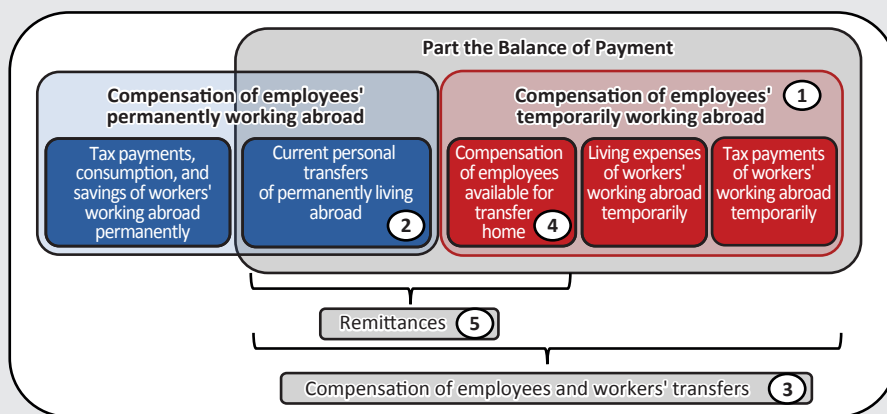 Part the Balance of Payment
Compensation of employees'
permanently working abroad
Compensation of employees'
temporarily working abroad
1
Tax payments,
consumption, and
savings of workers'
working abroad
permanently
Current personal
transfers
of permanently living
abroad
2
Compensation
of employees
available for
transfer
home
4
Living expenses
of workers'
working abroad
temporarily
Tax payments
of workers'
working abroad
temporarily
Remittances 5
Compensation of employees and workers' transfers 3